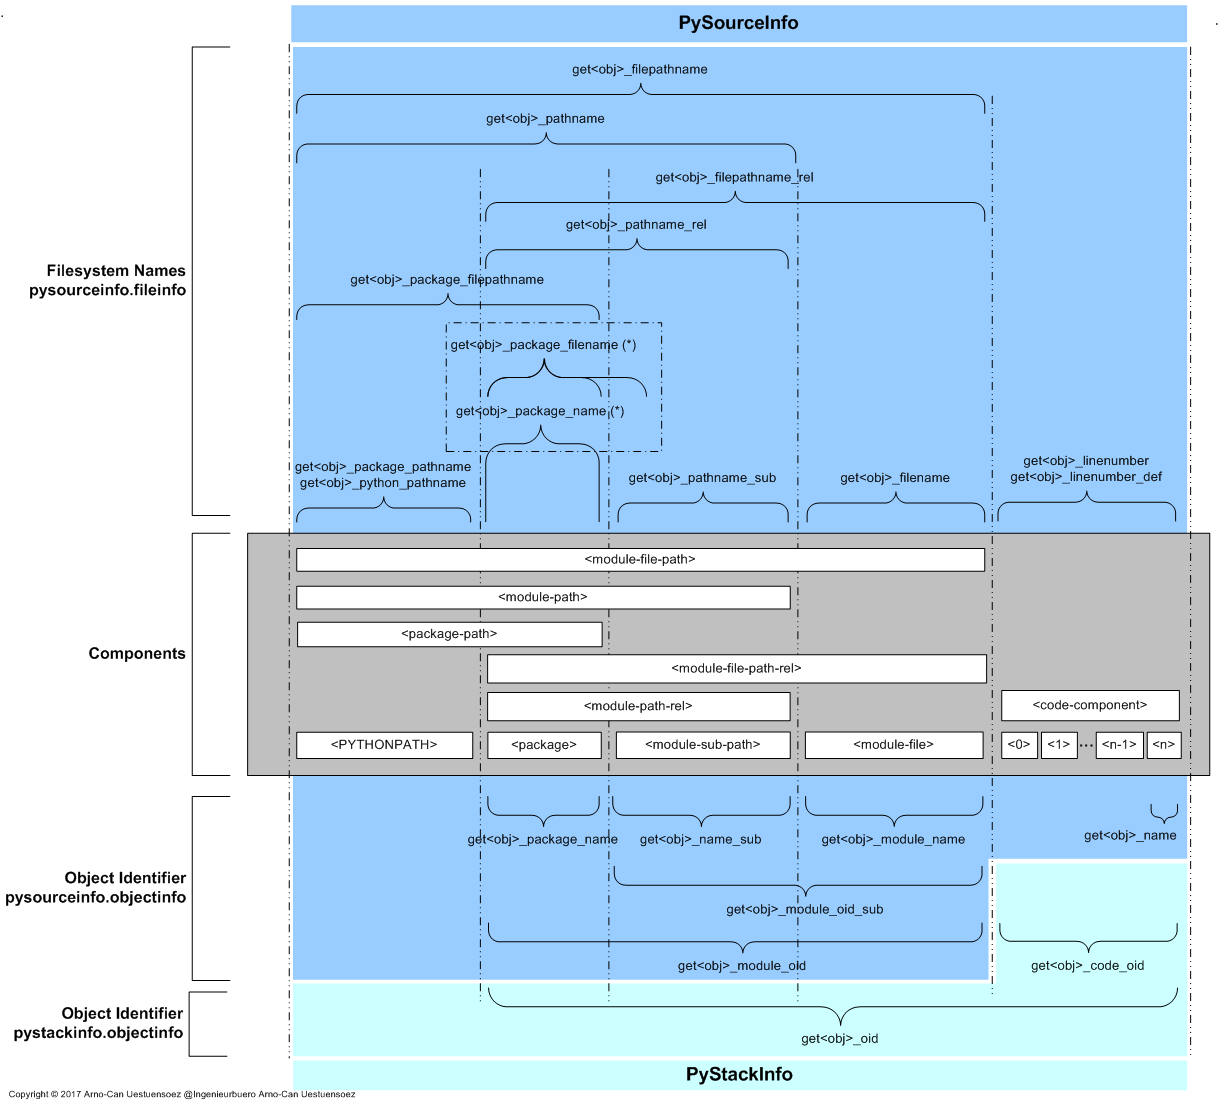 PySourceInfo
get<obj>_filepathname
get<obj>_pathname
get<obj>_filepathname_rel
get<obj>_pathname_rel
Filesystem Names
pysourceinfo.fileinfo
get<obj>_package_filepathname
get<obj>_package_filename (*)
get<obj>_package_name (*)
get<obj>_package_pathname
get<obj>_python_pathname
get<obj>_pathname_sub
get<obj>_filename
get<obj>_linenumber
get<obj>_linenumber_def
Components
<module-file-path>
<module-path>
<package-path>
<module-file-path-rel>
<module-path-rel>
<code-component>
<PYTHONPATH>
<package>
<module-sub-path>
<module-file>
<0>
<1>
...
<n-1>
<n>
get<obj>_package_name
get<obj>_name_sub
get<obj>_module_name
get<obj>_name
Object Identifier
pysourceinfo.objectinfo
get<obj>_module_oid_sub
get<obj>_module_oid
get<obj>_code_oid
Object Identifier
pystackinfo.objectinfo
get<obj>_oid
PyStackInfo
Copyright © 2017 Arno-Can Uestuensoez @Ingenieurbuero Arno-Can Uestuensoez